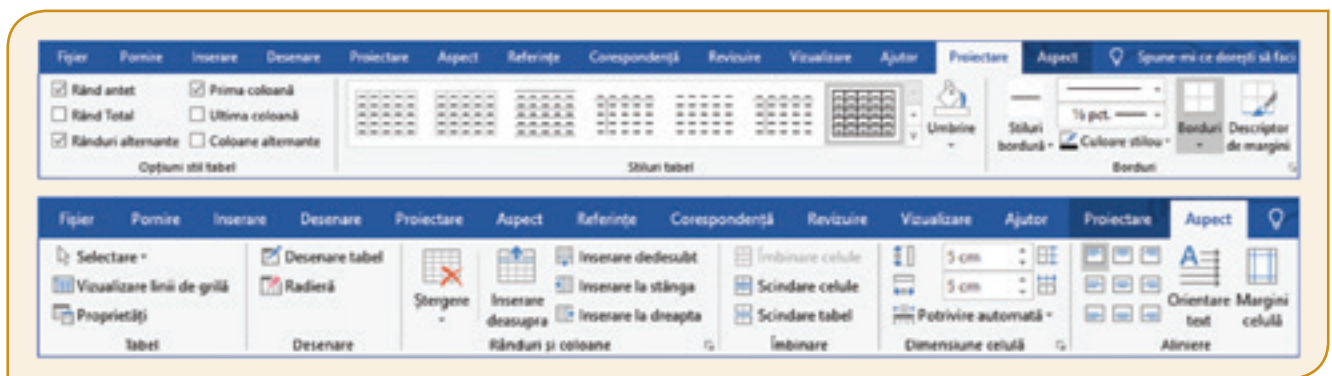 Fișier Pornire Inserare Desenare Proiectare Aspect Referințe Corespondență Revizuire Vizualizare Ajutor Proiectare Aspect Spune-mi ce dorești să faci
Rând antet Prima coloană
Rând Total Ultima coloană
Rânduri alternante Coloane alternante
Opțiuni stil tabel
Stiluri tabel
Umbrire
Stiluri bordură
½ pct.
Culoare stilou
Borduri
Descriptor de margini
Borduri
Fișier Pornire Inserare Desenare Proiectare Aspect Referințe Corespondență Revizuire Vizualizare Ajutor Proiectare Aspect
Selectare
Vizualizare linii de grilă
Proprietăți
Tabel
Desenare tabel
Radieră
Desenare
Ștergere
Inserare deasupra
Inserare dedesubt
Inserare la stânga
Inserare la dreapta
Rânduri și coloane
Îmbinare celule
Scindare celule
Scindare tabel
Îmbinare
5 cm
5 cm
Potrivire automată
Dimensiune celulă
Orientare text
Margini celulă
Aliniere